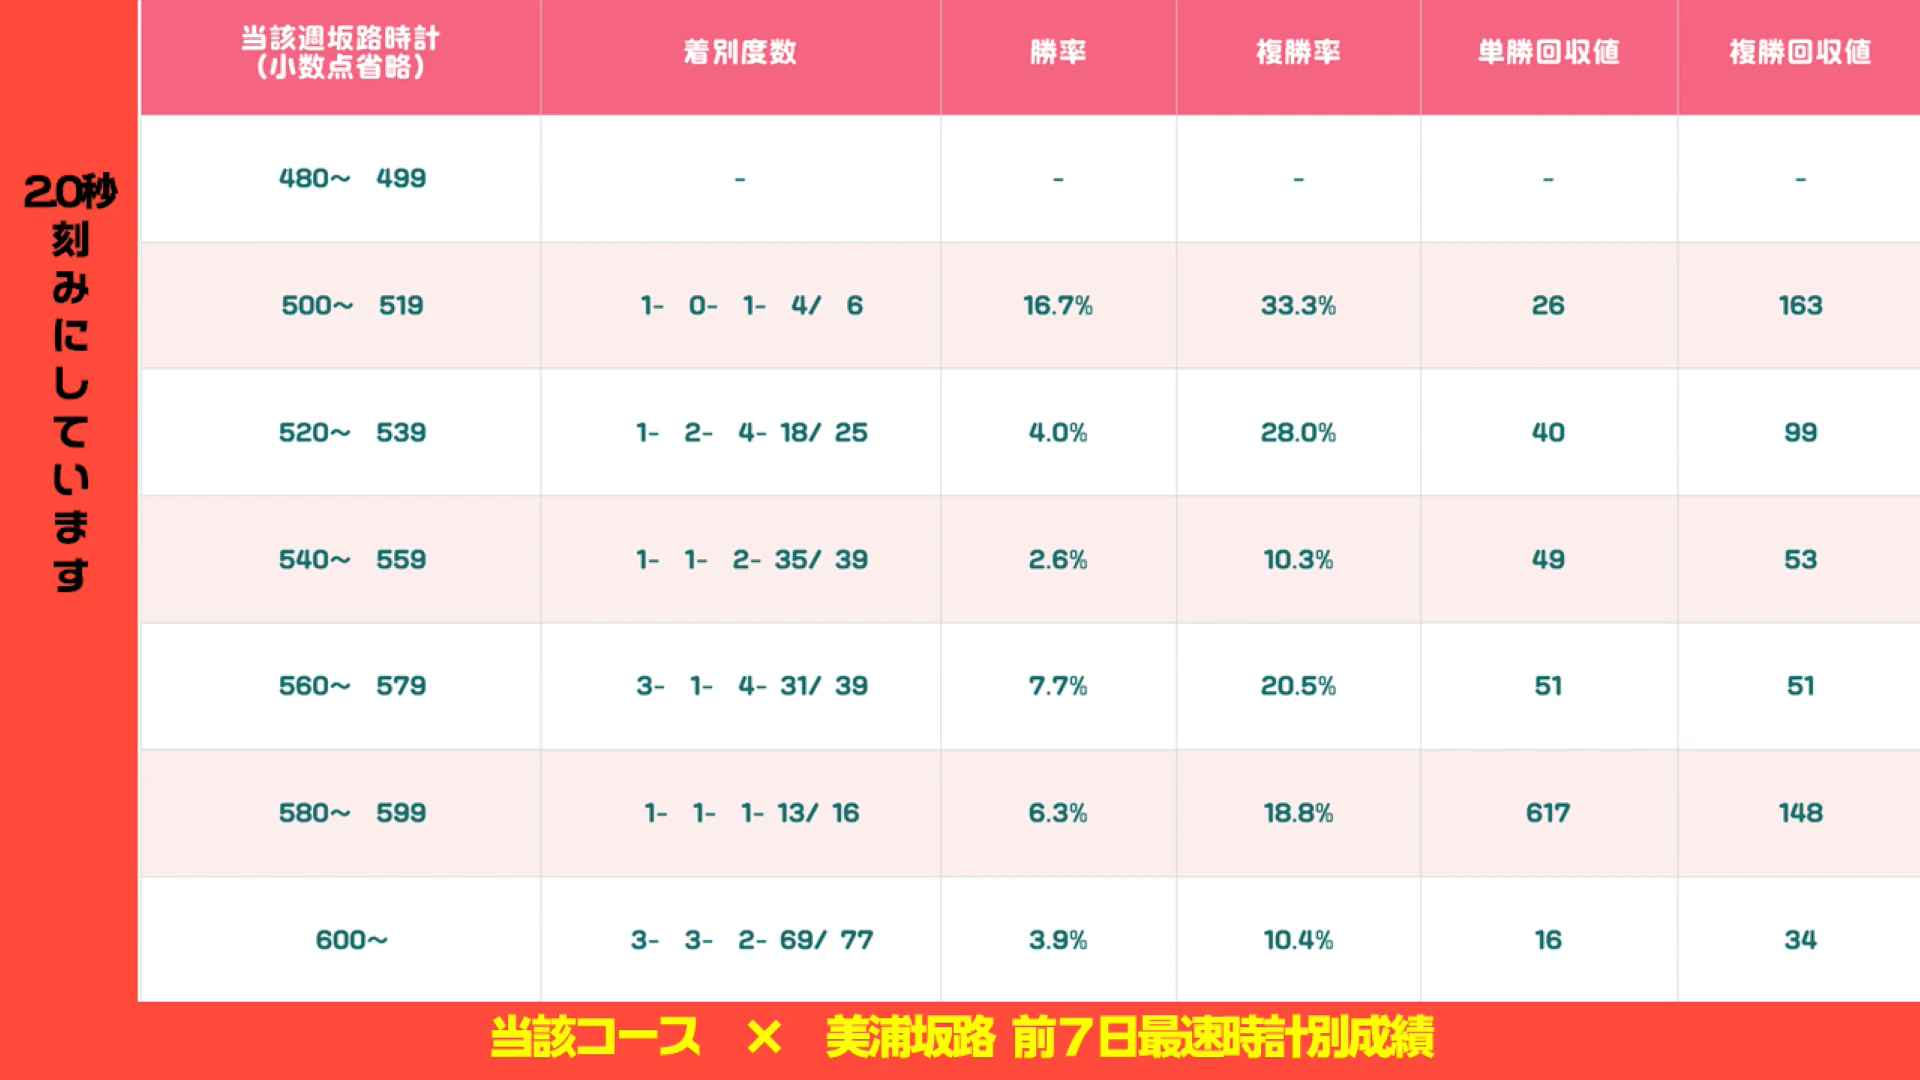 当該週坂路時計 着別度数 勝率 複勝率 単勝回収値 複勝回収値
（小数点省略）
480〜 499 - - - - -
500〜 519 1- 0- 1- 4/ 6 16.7% 33.3% 26 163
520〜 539 1- 2- 4- 18/ 25 4.0% 28.0% 40 99
540〜 559 1- 1- 2- 35/ 39 2.6% 10.3% 49 53
560〜 579 3- 1- 4- 31/ 39 7.7% 20.5% 51 51
580〜 599 1- 1- 1- 13/ 16 6.3% 18.8% 617 148
600〜 3- 3- 2- 69/ 77 3.9% 10.4% 16 34
2.0秒刻みにしています
当該コース × 美浦坂路 前７日最速時計別成績